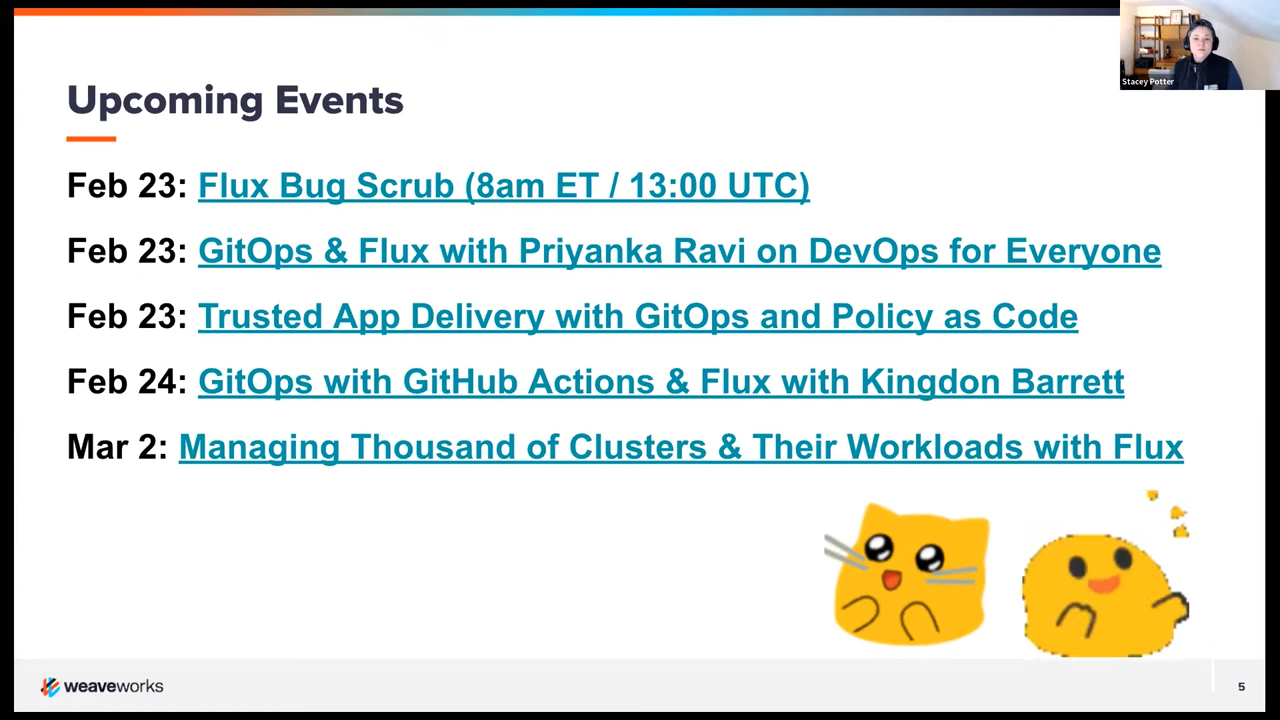 Stacey Potter
Upcoming Events
Feb 23: Flux Bug Scrub (8am ET / 13:00 UTC)
Feb 23: GitOps & Flux with Priyanka Ravi on DevOps for Everyone
Feb 23: Trusted App Delivery with GitOps and Policy as Code
Feb 24: GitOps with GitHub Actions & Flux with Kingdon Barrett
Mar 2: Managing Thousand of Clusters & Their Workloads with Flux
weaveworks
5